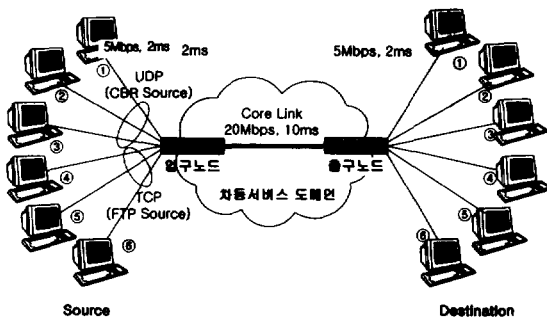 5Mbps, 2ms 2ms
①
UDP
(CBR Source)
②
③
④
TCP
(FTP Source)
⑤
⑥
Source
Core Link
20Mbps, 10ms
입구노드
출구노드
차등서비스 도메인
5Mbps, 2ms
①
②
③
④
⑤
⑥
Destination